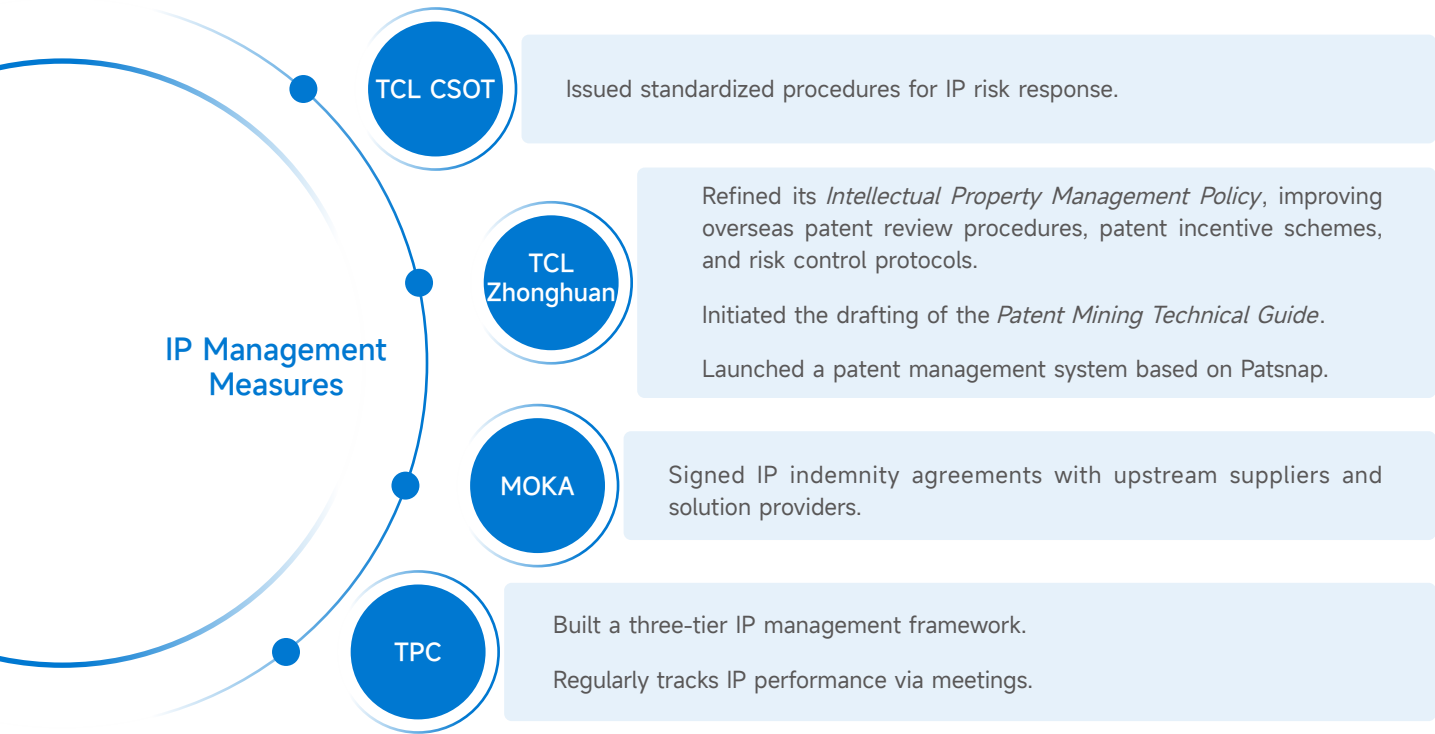 IP Management
Measures
TCL CSOT
Issued standardized procedures for IP risk response.
TCL
Zhonghuan
Refined its Intellectual Property Management Policy, improving
overseas patent review procedures, patent incentive schemes,
and risk control protocols.
Initiated the drafting of the Patent Mining Technical Guide.
Launched a patent management system based on Patsnap.
MOKA
Signed IP indemnity agreements with upstream suppliers and
solution providers.
TPC
Built a three-tier IP management framework.
Regularly tracks IP performance via meetings.